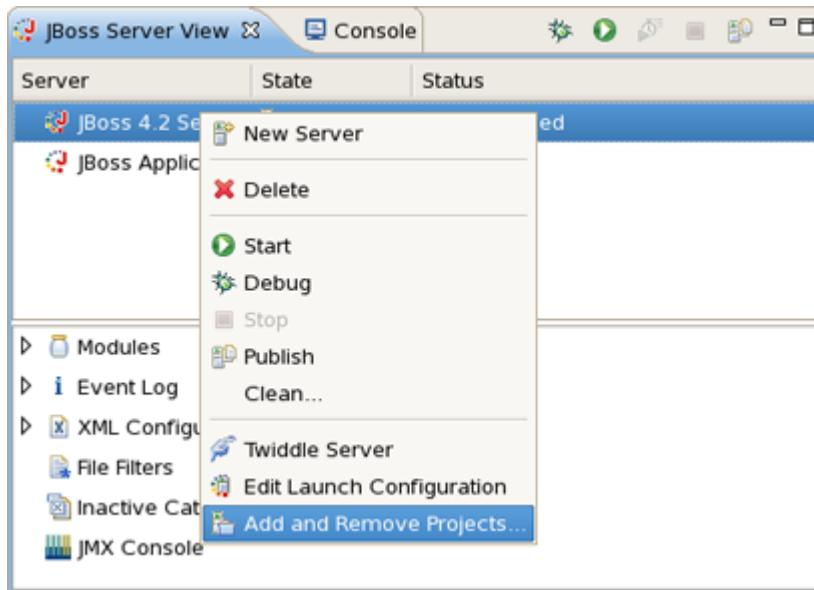 JBoss Server View
Console
Server State Status
JBoss 4.2 Se
ed
JBoss Applic
New Server
Delete
Start
Debug
Stop
Publish
Clean...
Twiddle Server
Edit Launch Configuration
Add and Remove Projects...
Modules
Event Log
XML Configu
File Filters
Inactive Cat
JMX Console